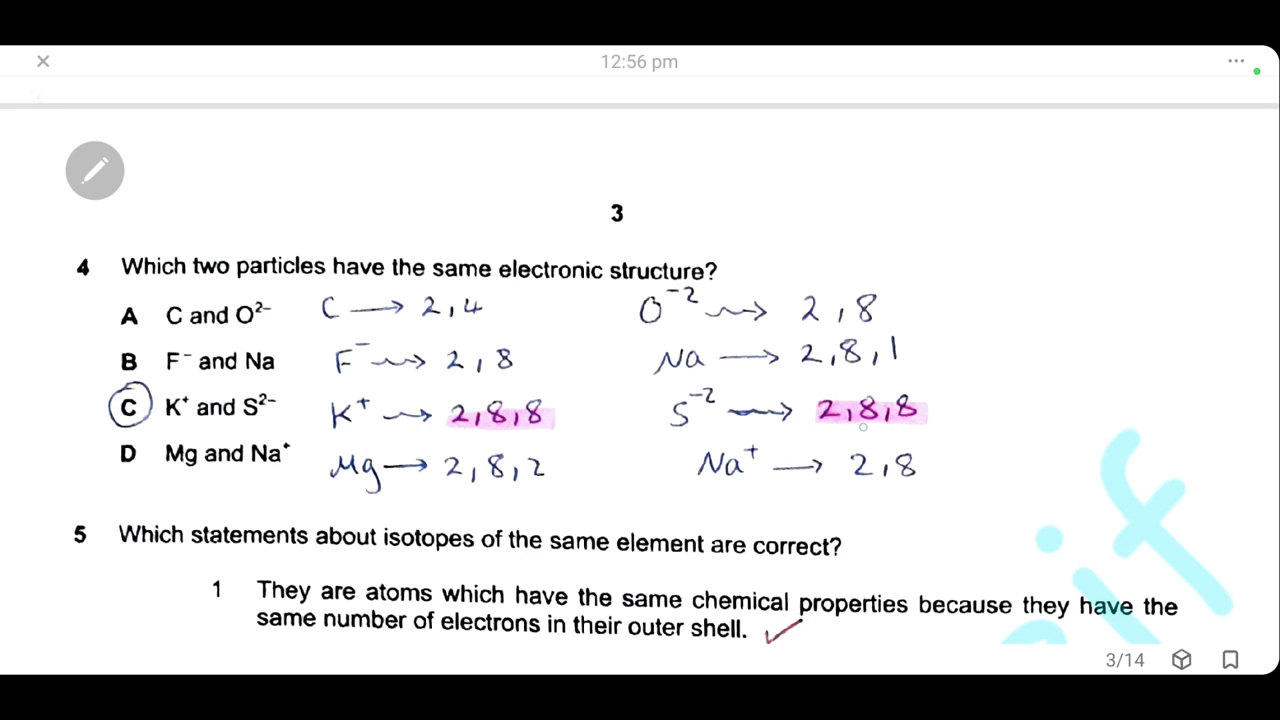 12:56 pm
3
4 Which two particles have the same electronic structure?
A C and O²⁻ C → 2,4 O⁻² → 2,8
B F⁻ and Na F⁻ → 2,8 Na → 2,8,1
C K⁺ and S²⁻ K⁺ → 2,8,8 S⁻² → 2,8,8
D Mg and Na⁺ Mg → 2,8,2 Na⁺ → 2,8
5 Which statements about isotopes of the same element are correct?
1 They are atoms which have the same chemical properties because they have the
same number of electrons in their outer shell. ✓
3/14